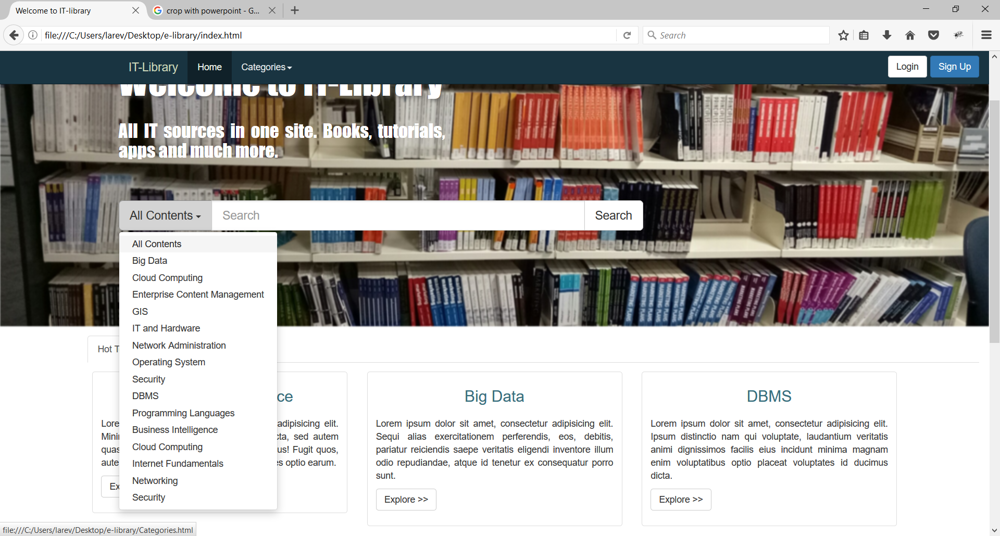 Welcome to IT-library
crop with powerpoint - G...
file:///C:/Users/larev/Desktop/e-library/index.html
Search
IT-Library
Home
Categories
Login
Sign Up
Welcome to IT-Library
All IT sources in one site. Books, tutorials,
apps and much more.
All Contents
Search
Search
All Contents
Big Data
Cloud Computing
Enterprise Content Management
GIS
IT and Hardware
Network Administration
Operating System
Security
DBMS
Programming Languages
Business Intelligence
Cloud Computing
Internet Fundamentals
Networking
Security
Hot T
ce
Lore adipisicing elit.
Mini cta, sed autem
quas us! Fugit quos,
aute es optio earum.
Ex
Big Data
Lorem ipsum dolor sit amet, consectetur adipisicing elit.
Sequi alias exercitationem perferendis, eos, debitis,
pariatur reiciendis saepe veritatis eligendi inventore illum
odio repudiandae, atque id tenetur ex consequatur porro
sunt.
Explore >>
DBMS
Lorem ipsum dolor sit amet, consectetur adipisicing elit.
Ipsum distinctio nam qui voluptate, laudantium veritatis
animi dignissimos facilis eius incidunt minima magnam
enim voluptatibus optio placeat voluptates id ducimus
dicta.
Explore >>
file:///C:/Users/larev/Desktop/e-library/Categories.html